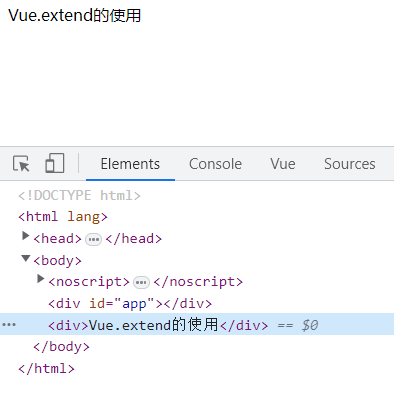 Vue.extend的使用
Elements Console Vue Sources
<!DOCTYPE html>
<html lang>
<head>…</head>
<body>
<noscript>…</noscript>
<div id="app"></div>
… <div>Vue.extend的使用</div> == $0
</body>
</html>